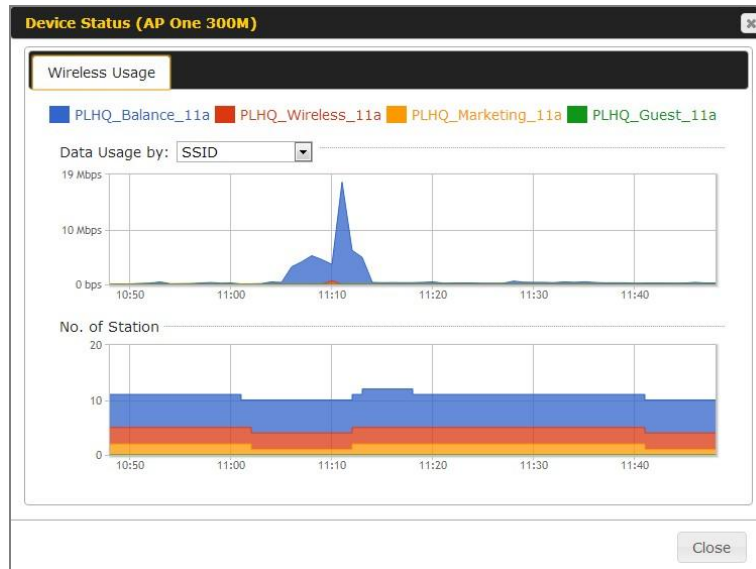 Device Status (AP One 300M)
Wireless Usage
PLHQ_Balance_11a PLHQ_Wireless_11a PLHQ_Marketing_11a PLHQ_Guest_11a
Data Usage by: SSID
19 Mbps
10 Mbps
0 bps
10:50 11:00 11:10 11:20 11:30 11:40
No. of Station
20
10
0
10:50 11:00 11:10 11:20 11:30 11:40
Close